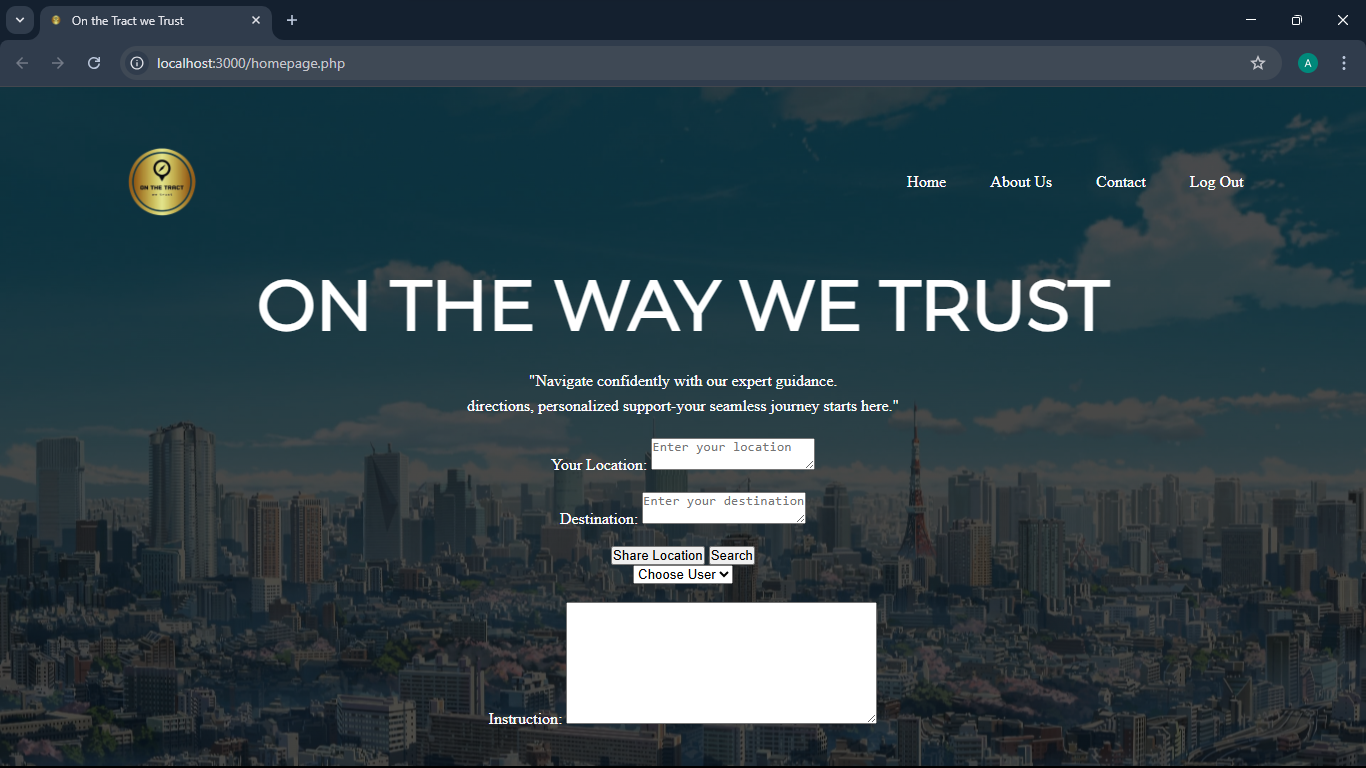 On the Tract we Trust
localhost:3000/homepage.php
A
ON THE TRACT
Home About Us Contact Log Out
ON THE WAY WE TRUST
"Navigate confidently with our expert guidance.
directions, personalized support-your seamless journey starts here."
Your Location: Enter your location
Destination: Enter your destination
Share Location Search
Choose User
Instruction: